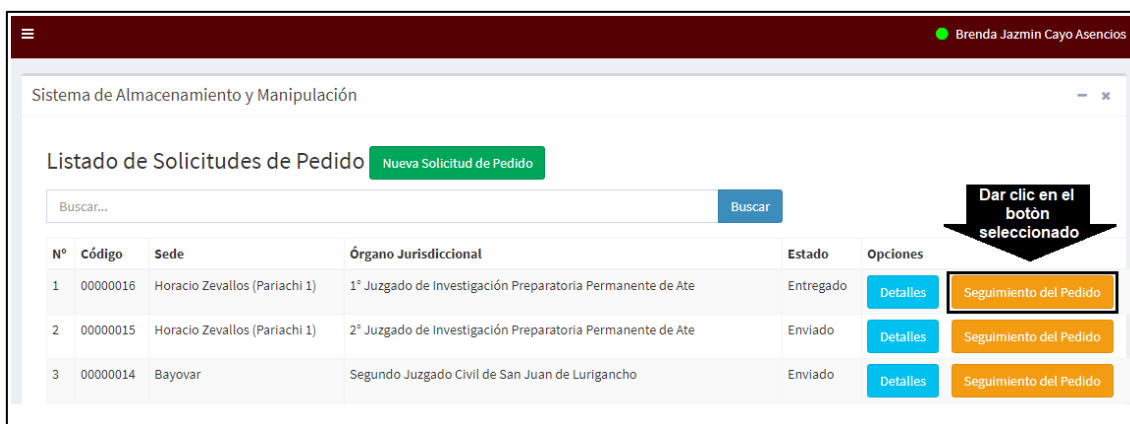 Brenda Jazmin Cayo Asencios
Sistema de Almacenamiento y Manipulación
Listado de Solicitudes de Pedido Nueva Solicitud de Pedido
Buscar... Buscar
Dar clic en el
botòn
seleccionado
Nº Código Sede Órgano Jurisdiccional Estado Opciones
1 00000016 Horacio Zevallos (Pariachi 1) 1° Juzgado de Investigación Preparatoria Permanente de Ate Entregado Detalles Seguimiento del Pedido
2 00000015 Horacio Zevallos (Pariachi 1) 2° Juzgado de Investigación Preparatoria Permanente de Ate Enviado Detalles Seguimiento del Pedido
3 00000014 Bayovar Segundo Juzgado Civil de San Juan de Lurigancho Enviado Detalles Seguimiento del Pedido